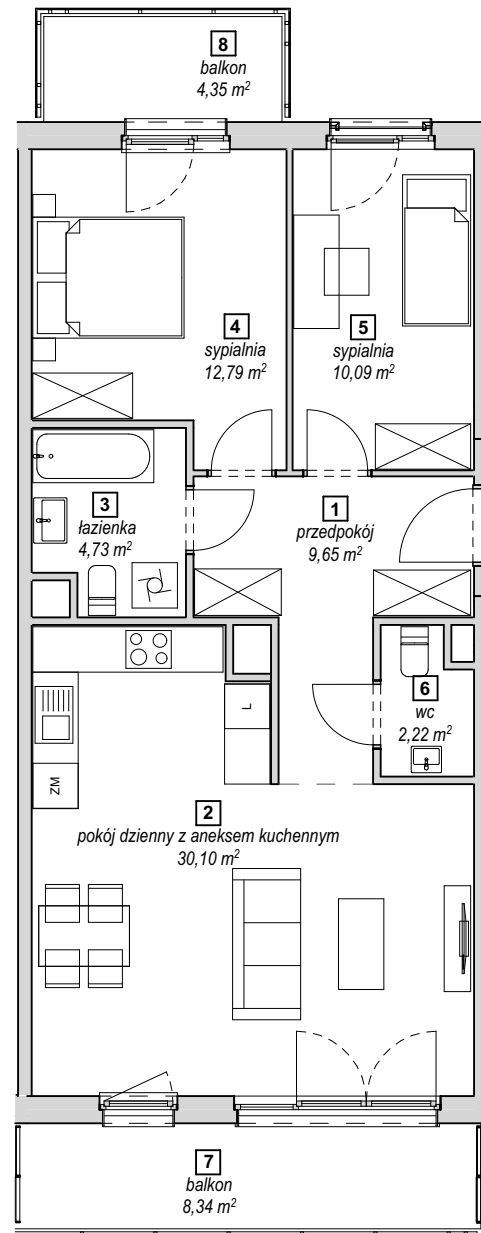 8
balkon
4,35 m²
4
sypialnia
12,79 m²
5
sypialnia
10,09 m²
3
łazienka
4,73 m²
1
przedpokój
9,65 m²
6
wc
2,22 m²
L
ZM
2
pokój dzienny z aneksem kuchennym
30,10 m²
7
balkon
8,34 m²